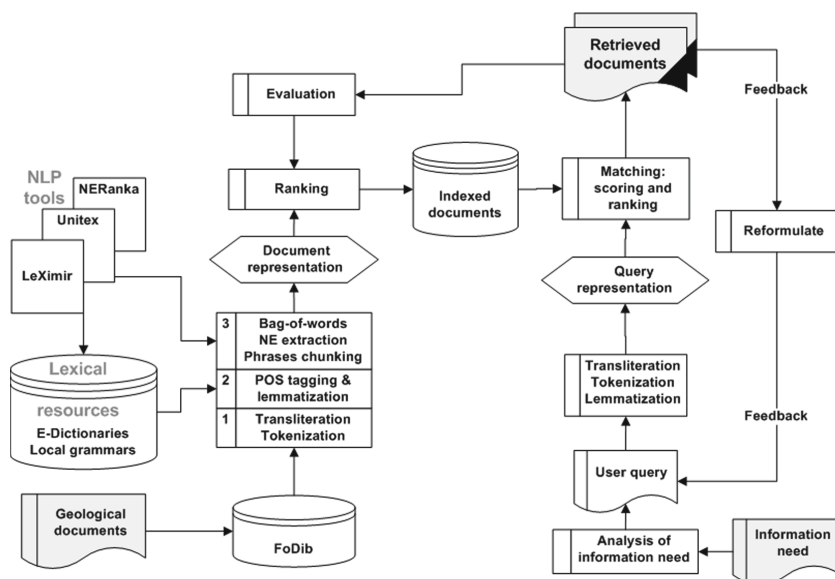 Retrieved
documents
Feedback
Evaluation
NLP
tools
NERanka
Unitex
LeXimir
Ranking
Indexed
documents
Matching:
scoring and
ranking
Reformulate
Document
representation
Query
representation
3 Bag-of-words
NE extraction
Phrases chunking
2 POS tagging &
lemmatization
1 Transliteration
Tokenization
Lexical
resources
E-Dictionaries
Local grammars
Transliteration
Tokenization
Lemmatization
Feedback
User query
Geological
documents
FoDib
Analysis of
information need
Information
need